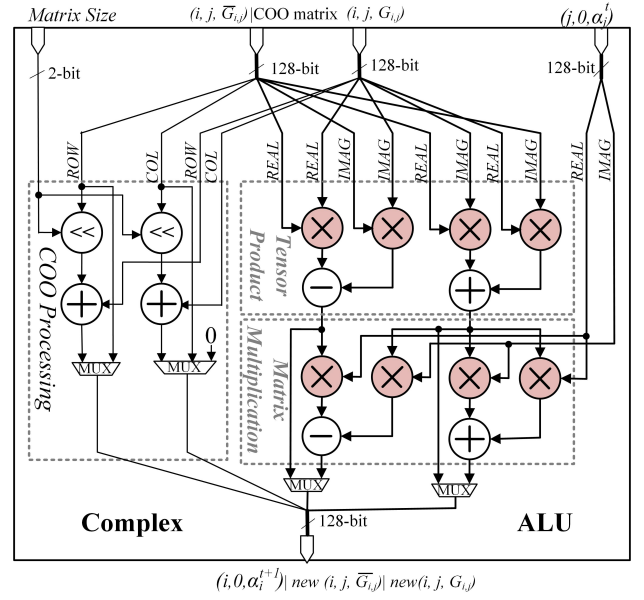 Matrix Size
(i, j, G̅i,j) |COO matrix (i, j, Gi,j)
(j,0,αjt)
2-bit
128-bit
128-bit
128-bit
ROW
COL
ROW
COL
REAL
REAL
IMAG
IMAG
REAL
IMAG
REAL
IMAG
REAL
IMAG
<<
<<
COO Processing
Tensor Product
Matrix Multiplication
0
MUX
MUX
MUX
MUX
Complex
128-bit
ALU
(i,0,αit+1)| new (i, j, G̅i,j)| new(i, j, Gi,j)